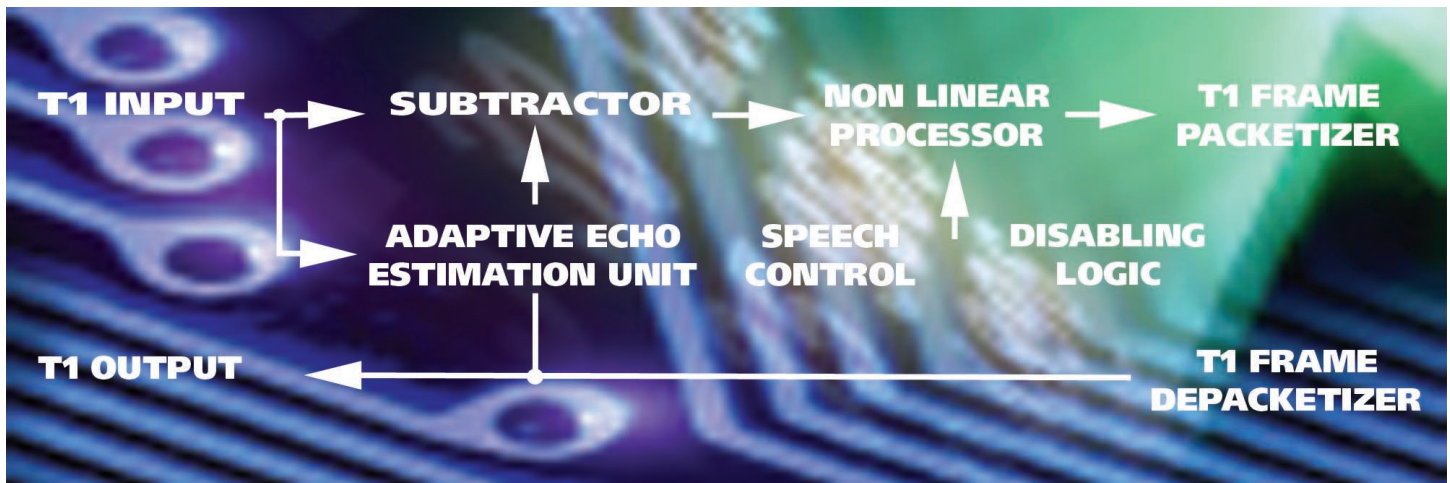 T1 INPUT
SUBTRACTOR
NON LINEAR
PROCESSOR
T1 FRAME
PACKETIZER
ADAPTIVE ECHO
ESTIMATION UNIT
SPEECH
CONTROL
DISABLING
LOGIC
T1 OUTPUT
T1 FRAME
DEPACKETIZER